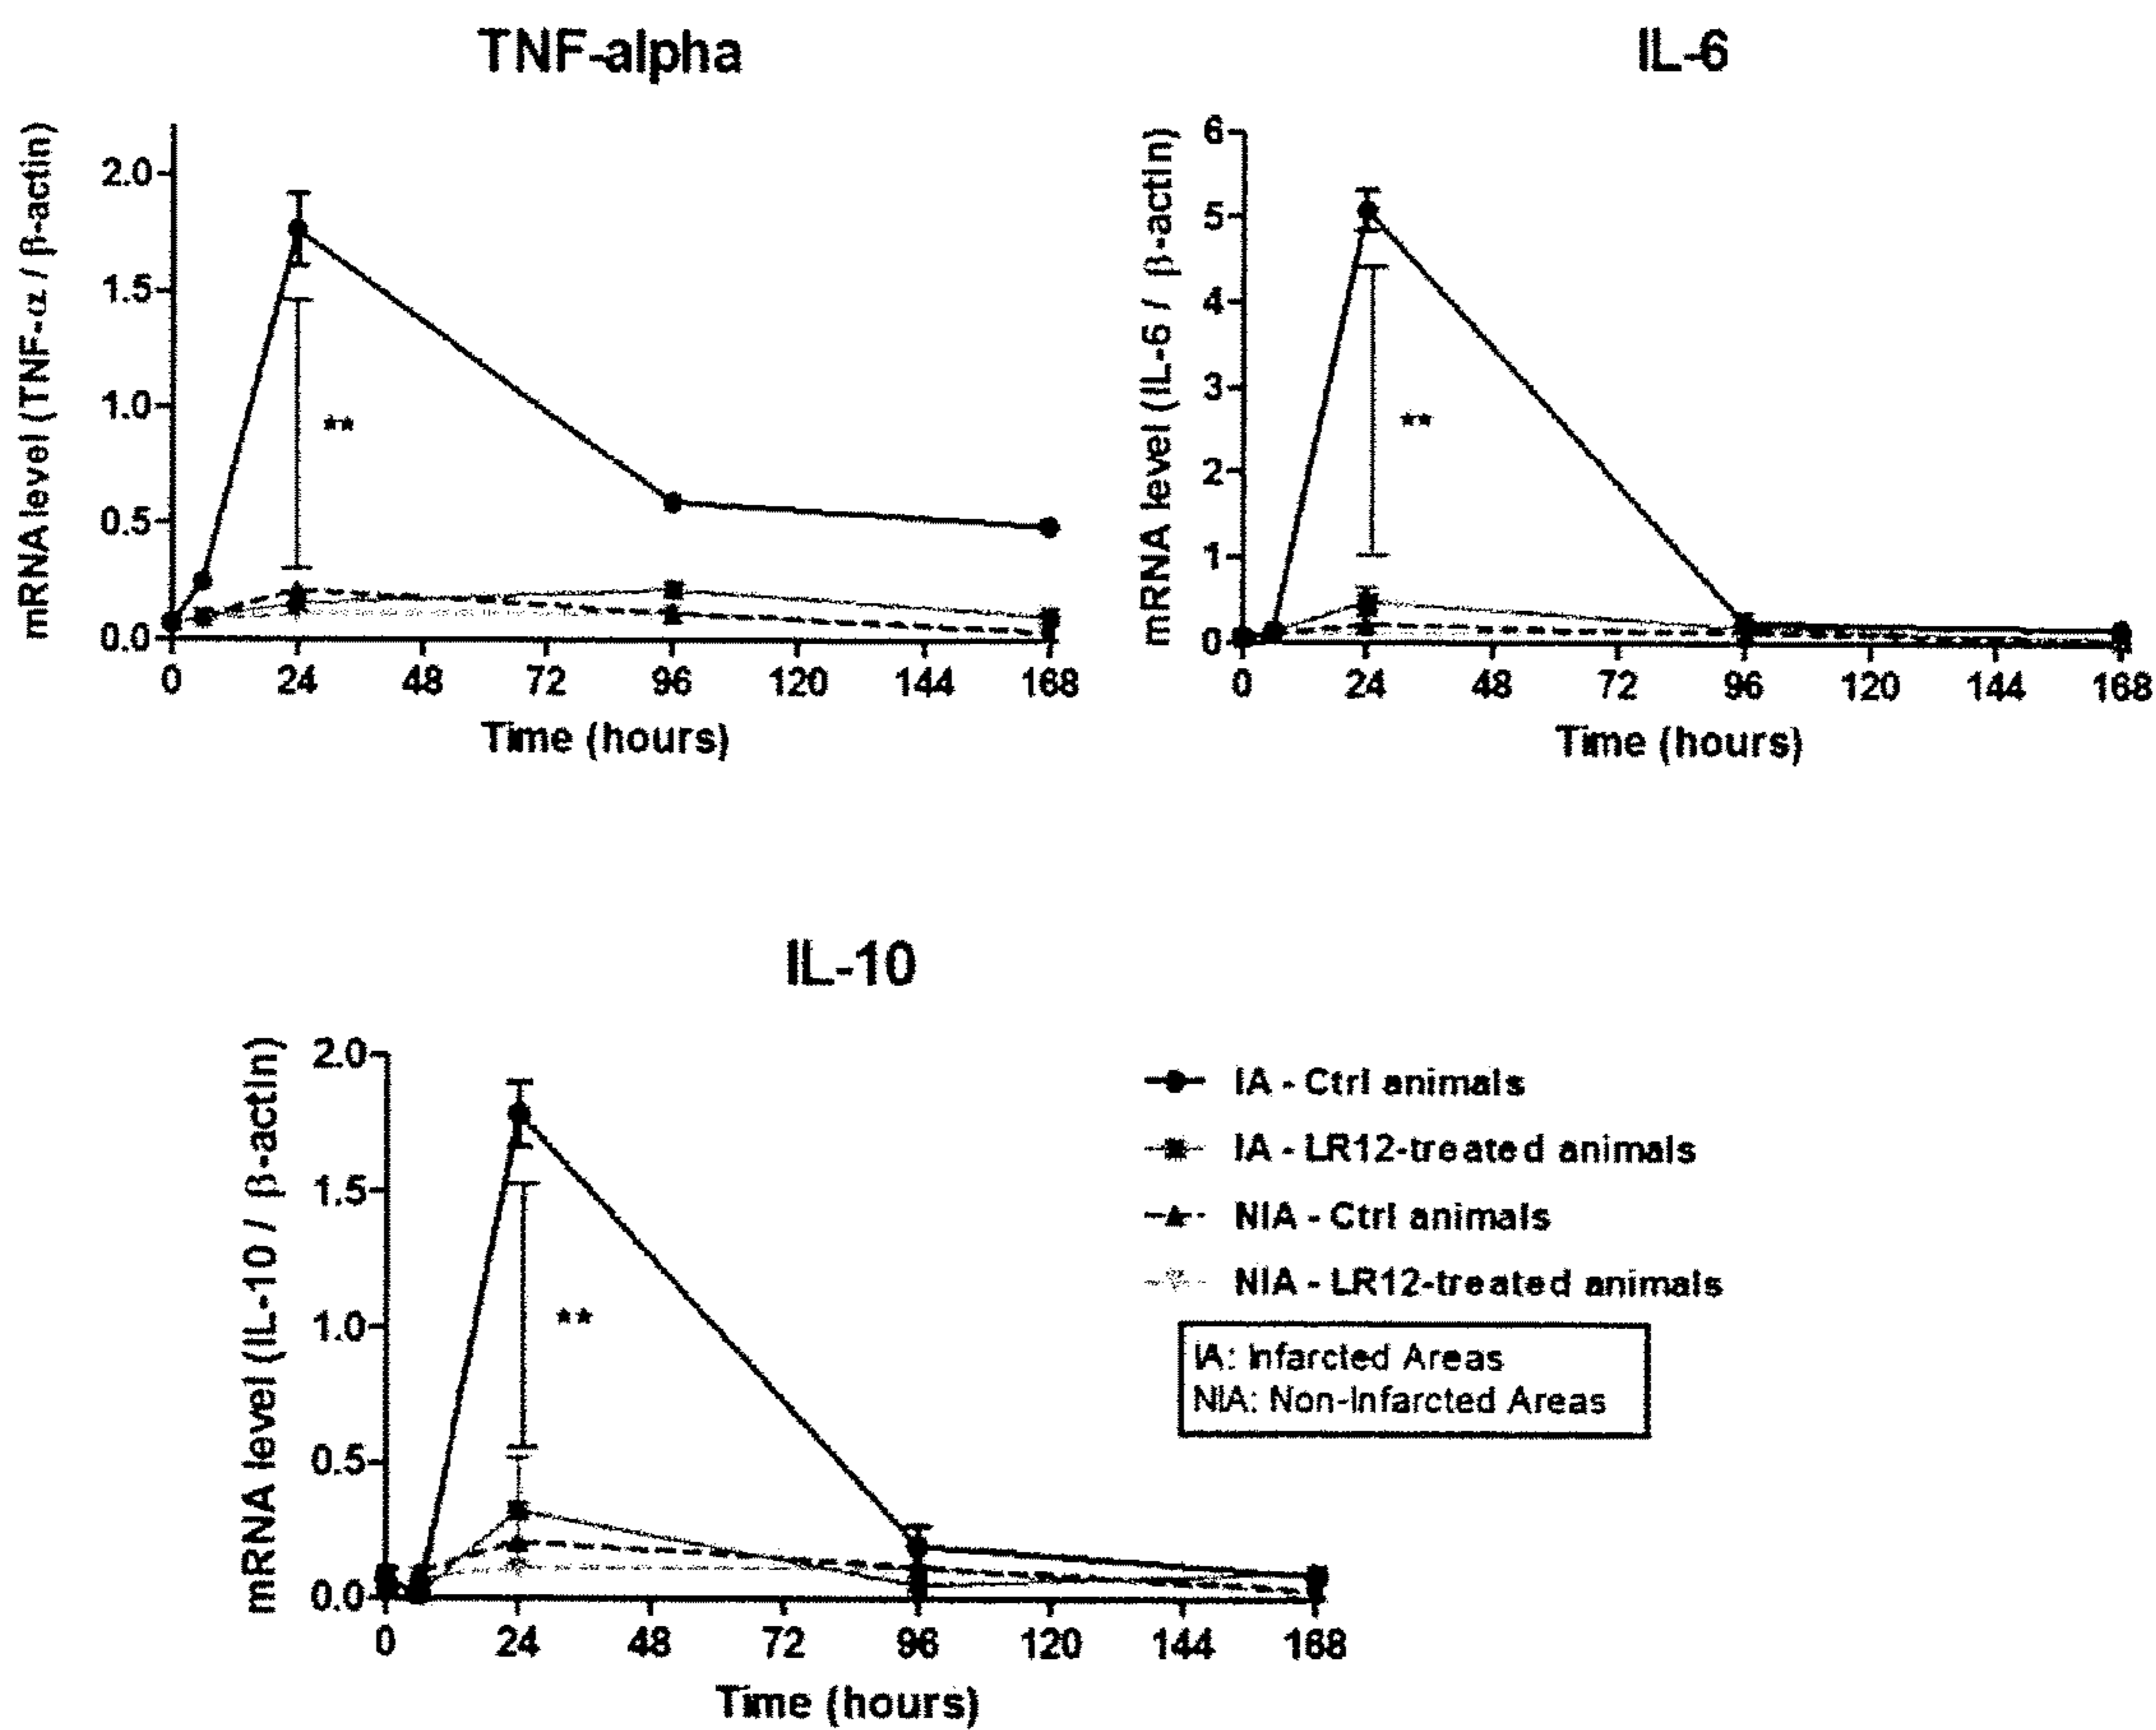 TNF-alpha
mRNA level (TNF-α / β-actin)
2.0
1.5
1.0
0.5
0.0
**
0 24 48 72 96 120 144 168
Time (hours)
IL-6
mRNA level (IL-6 / β-actin)
6
5
4
3
2
1
0
**
0 24 48 72 96 120 144 168
Time (hours)
IL-10
mRNA level (IL-10 / β-actin)
2.0
1.5
1.0
0.5
0.0
**
0 24 48 72 96 120 144 168
Time (hours)
IA - Ctrl animals
IA - LR12-treated animals
NIA - Ctrl animals
NIA - LR12-treated animals
IA: Infarcted Areas
NIA: Non-Infarcted Areas